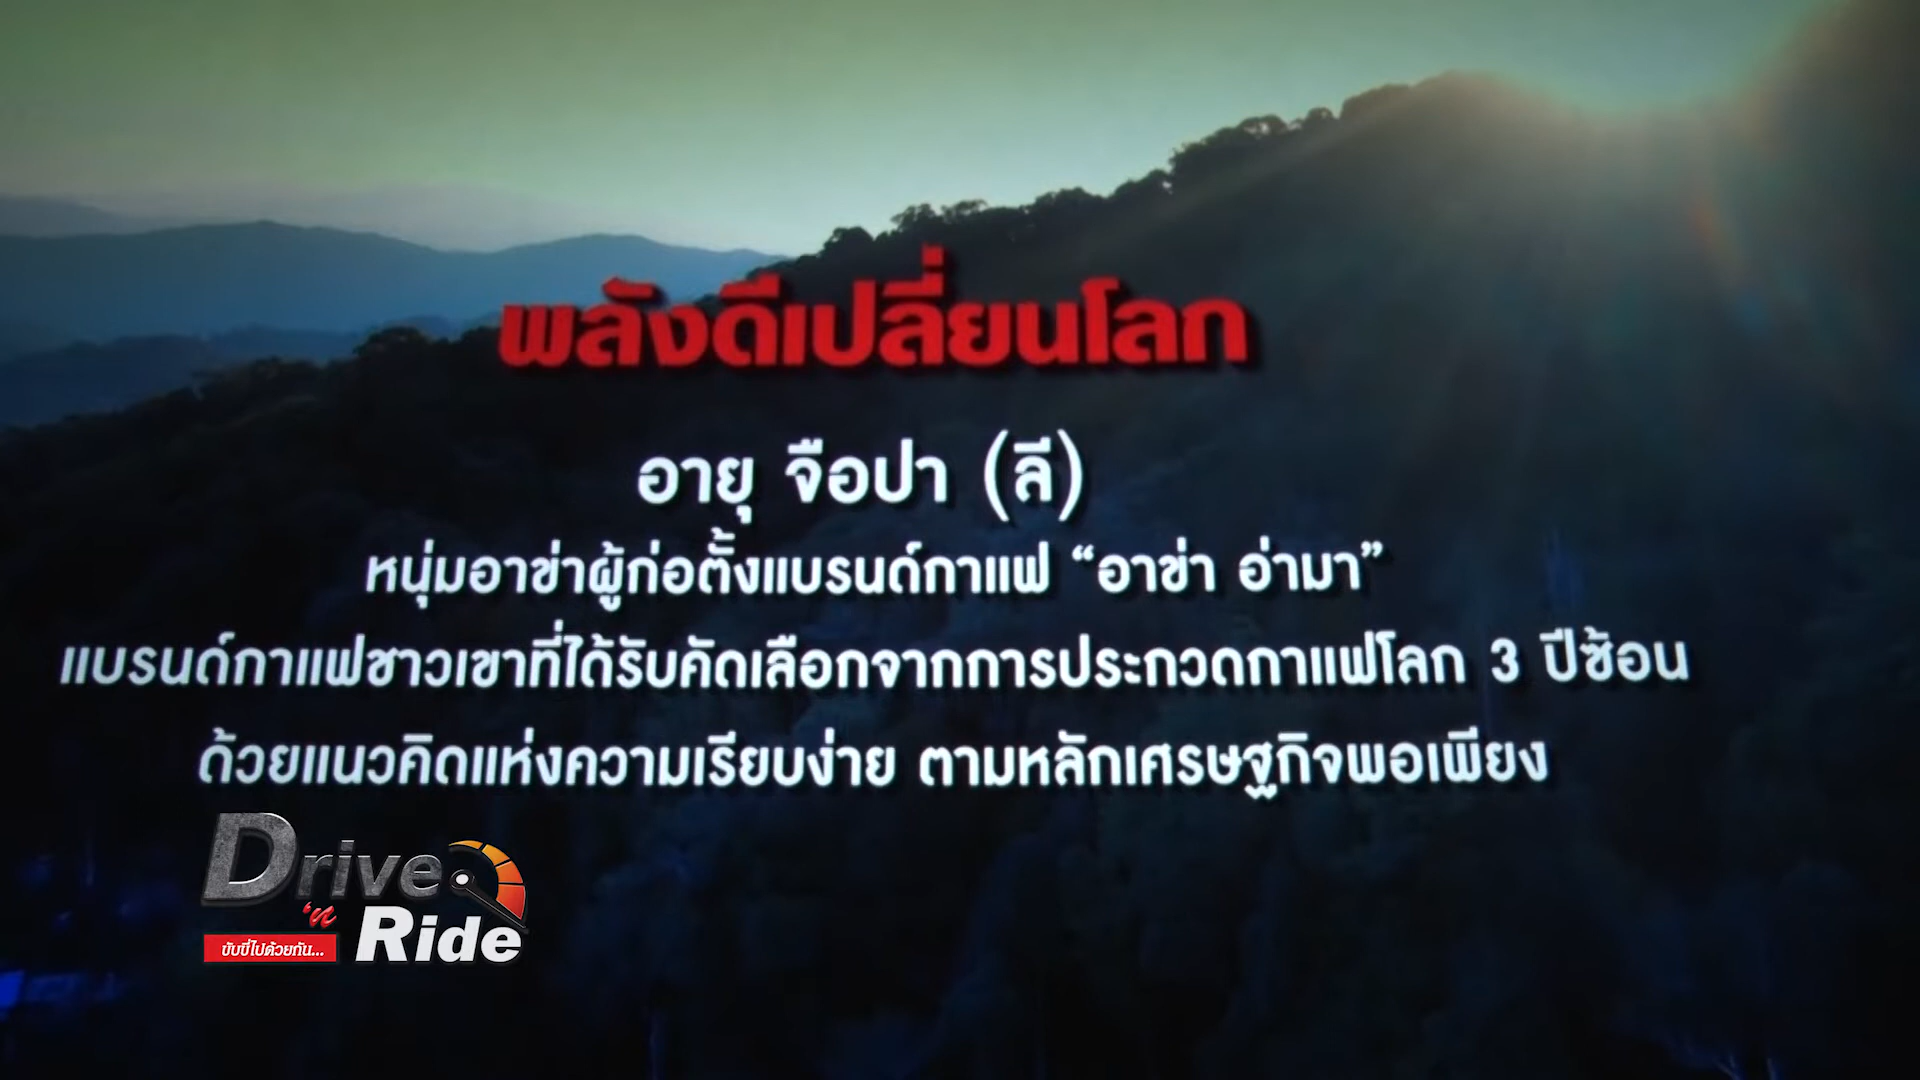 พลังดีเปลี่ยนโลก
อายุ จือปา (ลี)
หนุ่มอาข่าผู้ก่อตั้งแบรนด์กาแฟ “อาข่า อ่ามา”
แบรนด์กาแฟชาวเขาที่ได้รับคัดเลือกจากการประกวดกาแฟโลก 3 ปีซ้อน
ด้วยแนวคิดแห่งความเรียบง่าย ตามหลักเศรษฐกิจพอเพียง
Drive
'n Ride
ขับขี่ไปด้วยกัน...